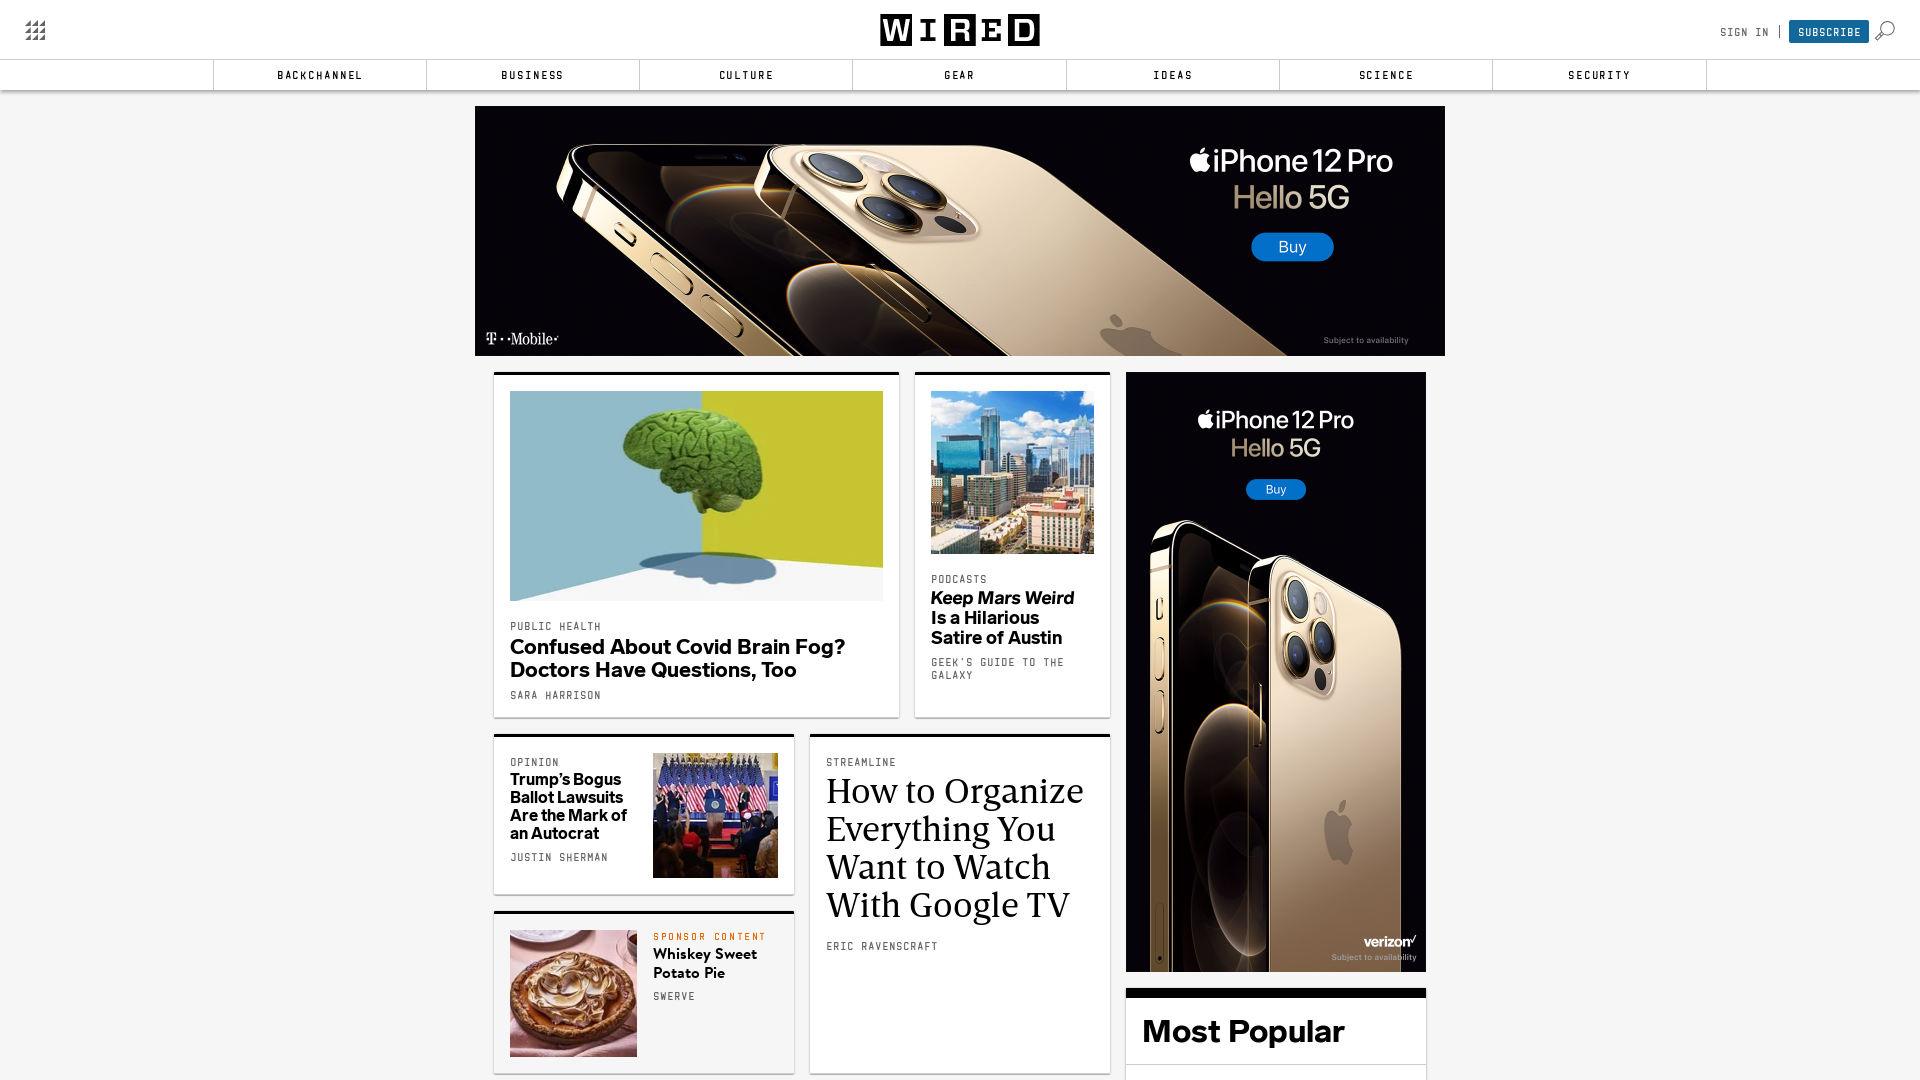 WIRED
SIGN IN
SUBSCRIBE
BACKCHANNEL
BUSINESS
CULTURE
GEAR
IDEAS
SCIENCE
SECURITY
iPhone 12 Pro
Hello 5G
Buy
T-Mobile
Subject to availability
PUBLIC HEALTH
Confused About Covid Brain Fog?
Doctors Have Questions, Too
SARA HARRISON
PODCASTS
Keep Mars Weird
Is a Hilarious
Satire of Austin
GEEK'S GUIDE TO THE
GALAXY
iPhone 12 Pro
Hello 5G
Buy
verizon
Subject to availability
OPINION
Trump's Bogus
Ballot Lawsuits
Are the Mark of
an Autocrat
JUSTIN SHERMAN
STREAMLINE
How to Organize
Everything You
Want to Watch
With Google TV
ERIC RAVENSCRAFT
SPONSOR CONTENT
Whiskey Sweet
Potato Pie
SWERVE
Most Popular